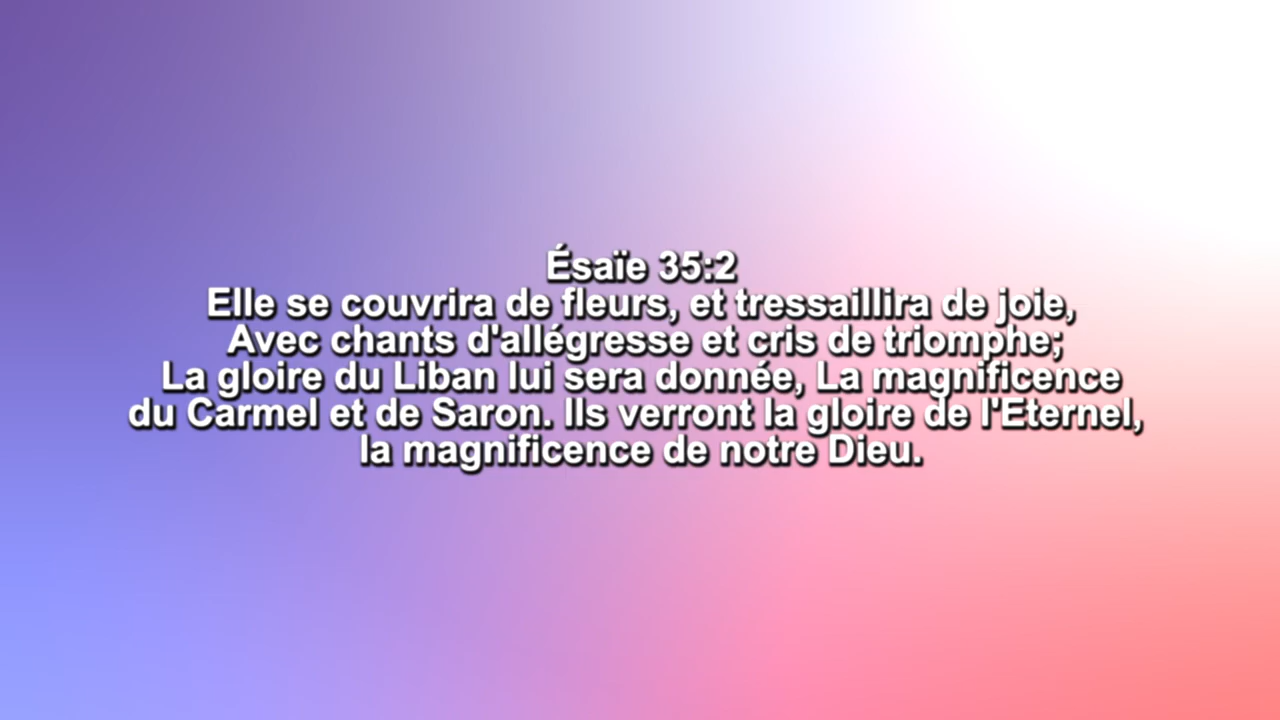 Ésaïe 35:2
Elle se couvrira de fleurs, et tressaillira de joie,
Avec chants d'allégresse et cris de triomphe;
La gloire du Liban lui sera donnée, La magnificence
du Carmel et de Saron. Ils verront la gloire de l'Eternel,
la magnificence de notre Dieu.